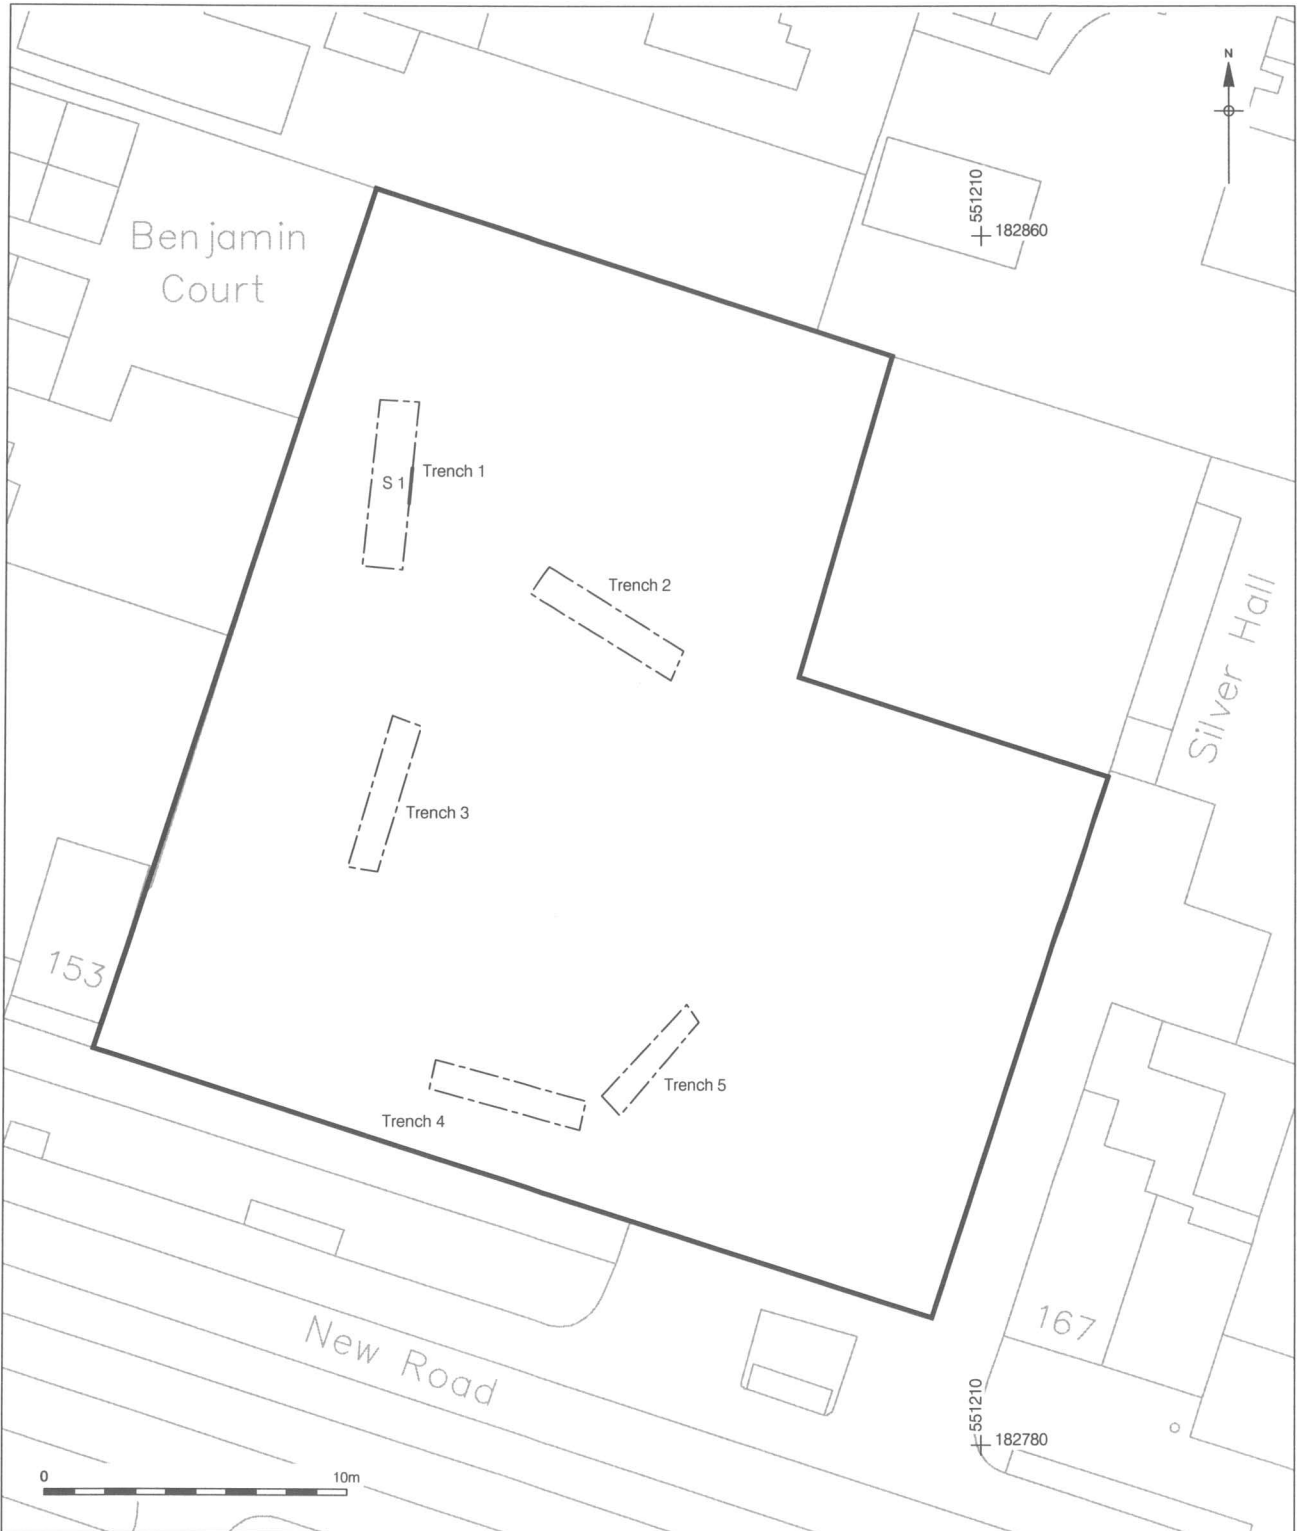 N
551210
182860
Benjamin
Court
Trench 1
S 1
Trench 2
Silver Hall
Trench 3
153
Trench 5
Trench 4
167
New Road
551210
182780
0 10m